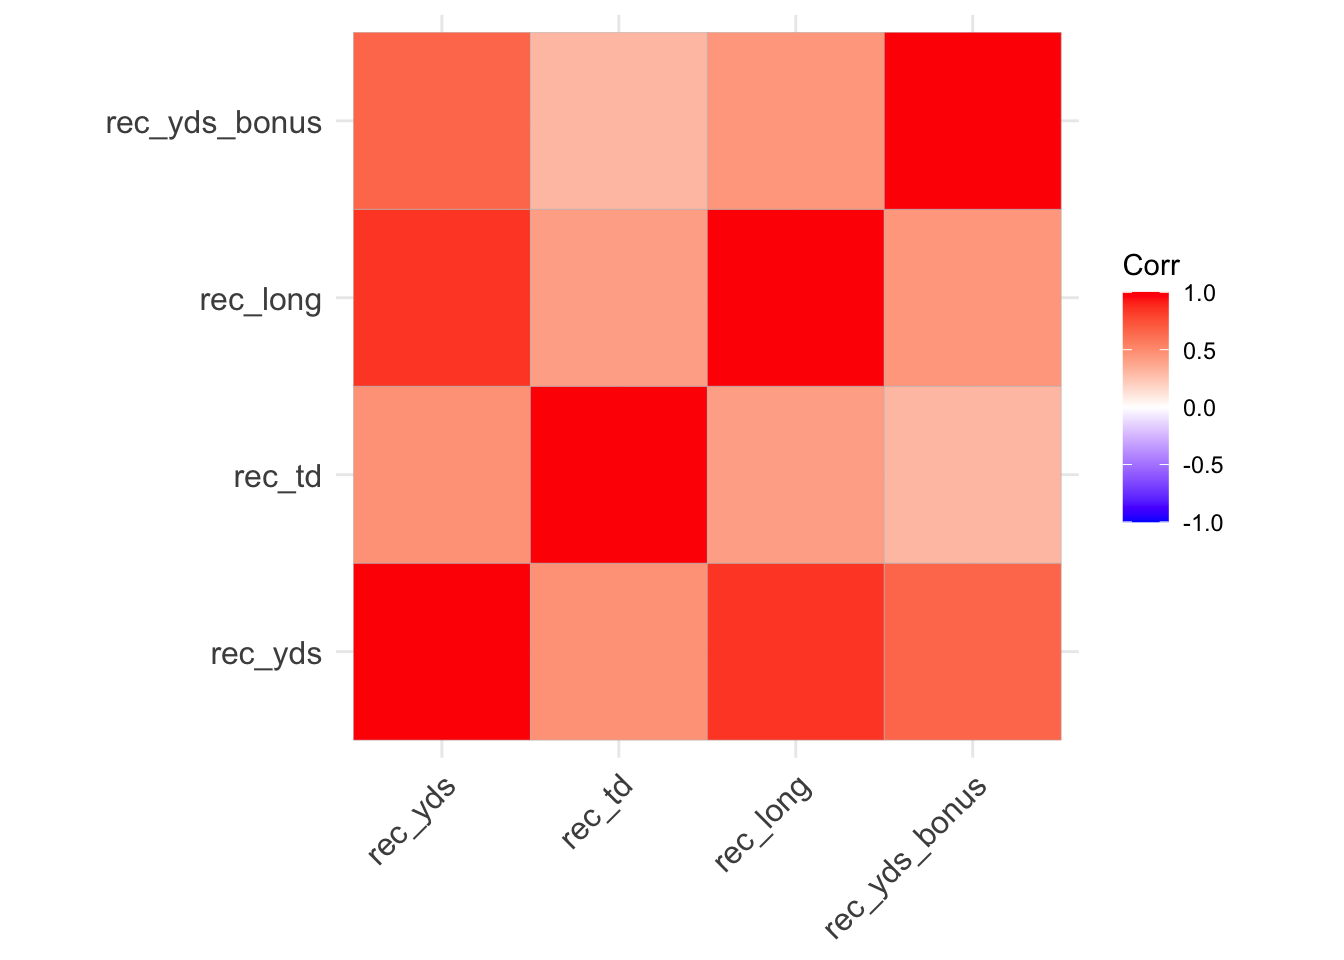 rec_yds_bonus
rec_long
rec_td
rec_yds
rec_yds
rec_td
rec_long
rec_yds_bonus
Corr
1.0
0.5
0.0
-0.5
-1.0